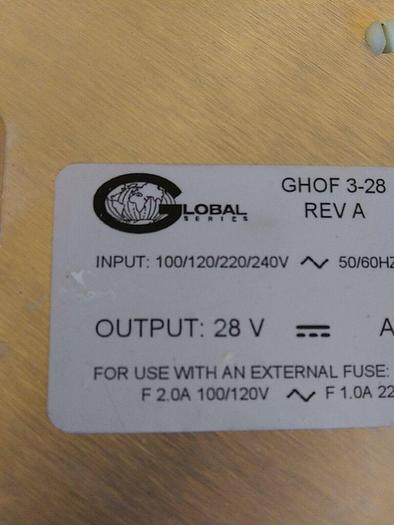 GLOBAL
SERIES
GHOF 3-28
REV A
INPUT: 100/120/220/240V ~ 50/60HZ
OUTPUT: 28 V ⎓ A
FOR USE WITH AN EXTERNAL FUSE:
F 2.0A 100/120V ~ F 1.0A 22